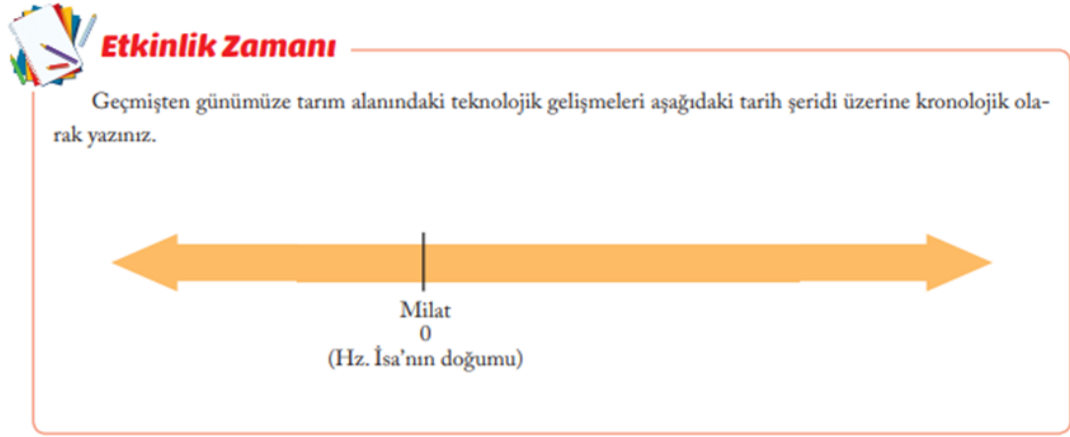 Etkinlik Zamanı
Geçmişten günümüze tarım alanındaki teknolojik gelişmeleri aşağıdaki tarih şeridi üzerine kronolojik ola-
rak yazınız.
Milat
0
(Hz. İsa'nın doğumu)